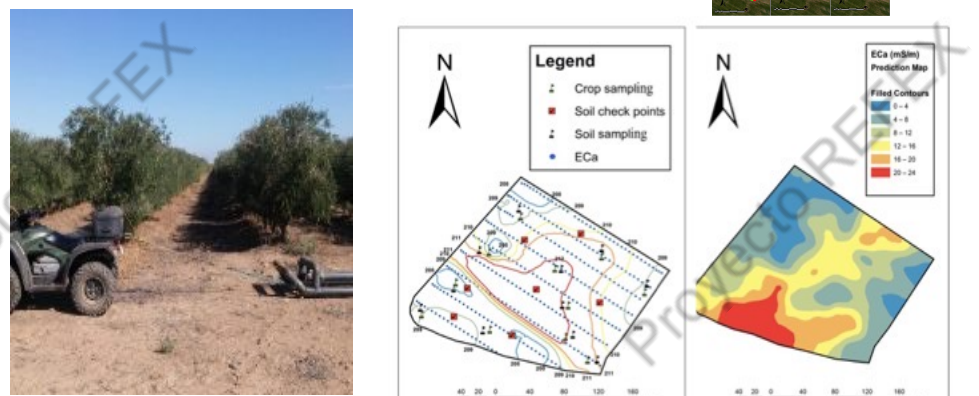 N
Legend
Crop sampling
Soil check points
Soil sampling
ECa
40 20 0 40 80 120 160
N
ECa (mS/m)
Prediction Map
Filled Contours
0 – 4
4 – 8
8 – 12
12 – 16
16 – 20
20 – 24
40 20 0 40 80 120 160
Proyecto REFEX